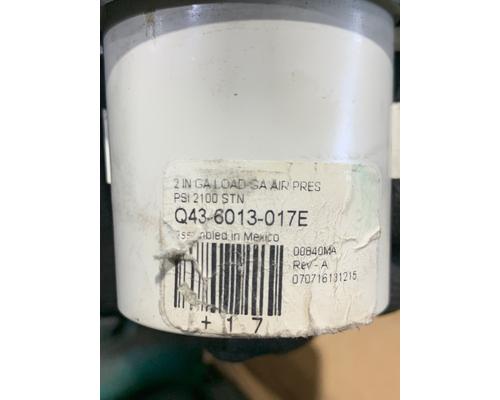 2 IN GA LOAD SA AIR PRES
PSI 2100 STN
Q43-6013-017E
Assembled in Mexico
00840MA
Rev - A
070716131215
+17